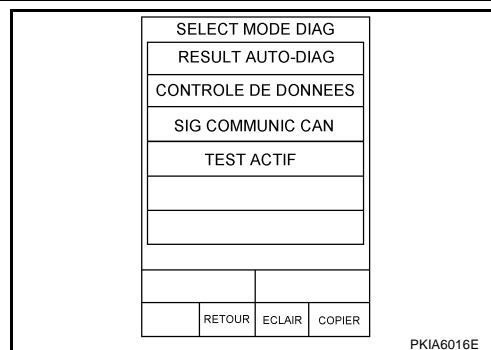 SELECT MODE DIAG
RESULT AUTO-DIAG
CONTROLE DE DONNEES
SIG COMMUNIC CAN
TEST ACTIF
RETOUR ECLAIR COPIER
PKIA6016E